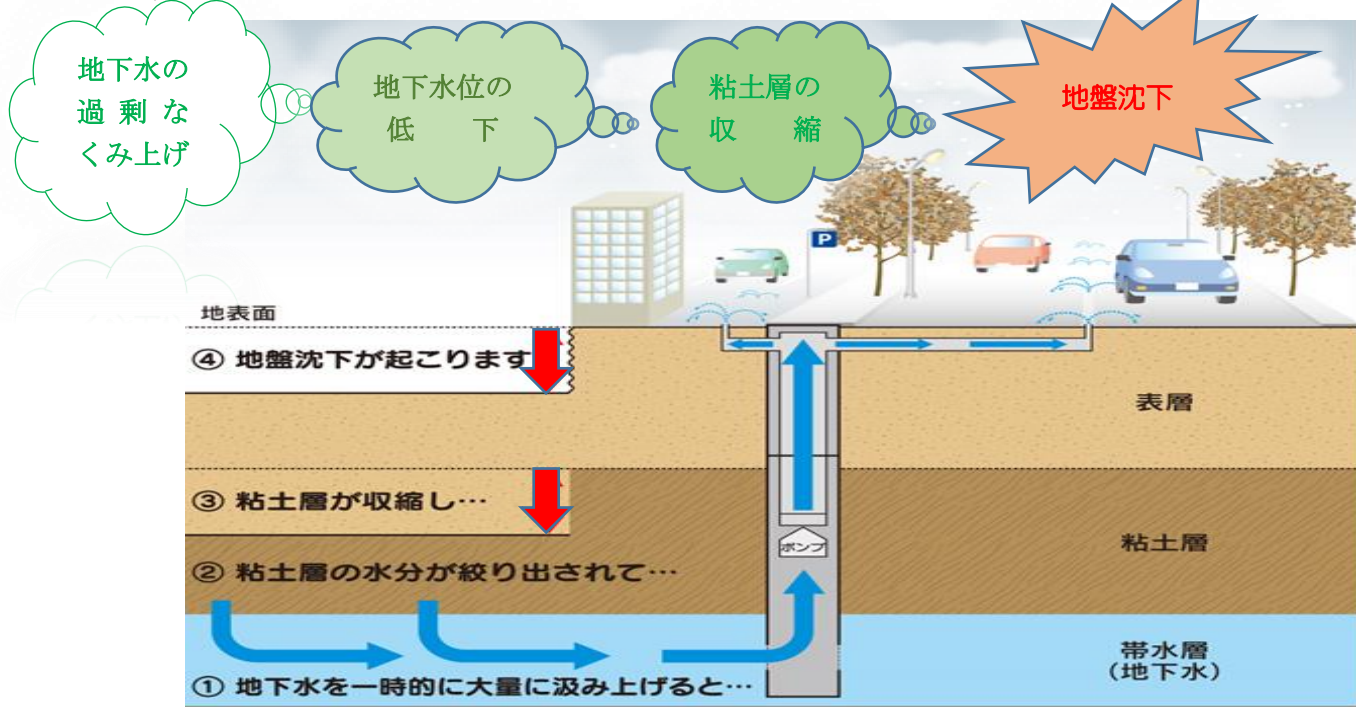 地下水の
過剰な
くみ上げ
地下水位の
低下
粘土層の
収縮
地盤沈下
P
地表面
④ 地盤沈下が起こります
表層
③ 粘土層が収縮し…
ポンプ
粘土層
② 粘土層の水分が絞り出されて…
帯水層
(地下水)
① 地下水を一時的に大量に汲み上げると…